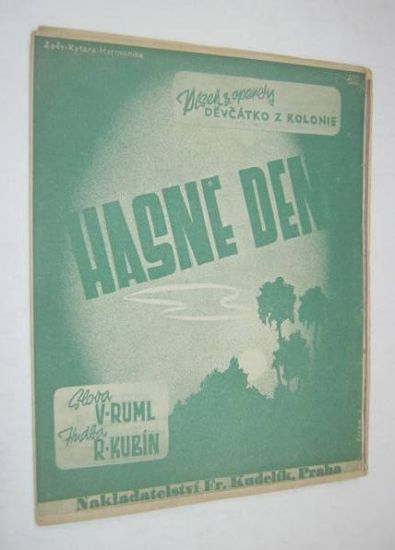 Zpěv-Kytara-Harmonika
Píseň z operety
DĚVČÁTKO Z KOLONIE
HASNE DEN
Slova
V·RUML
Hudba
R·KUBÍN
Nakladatelství Fr. Kudelík, Praha